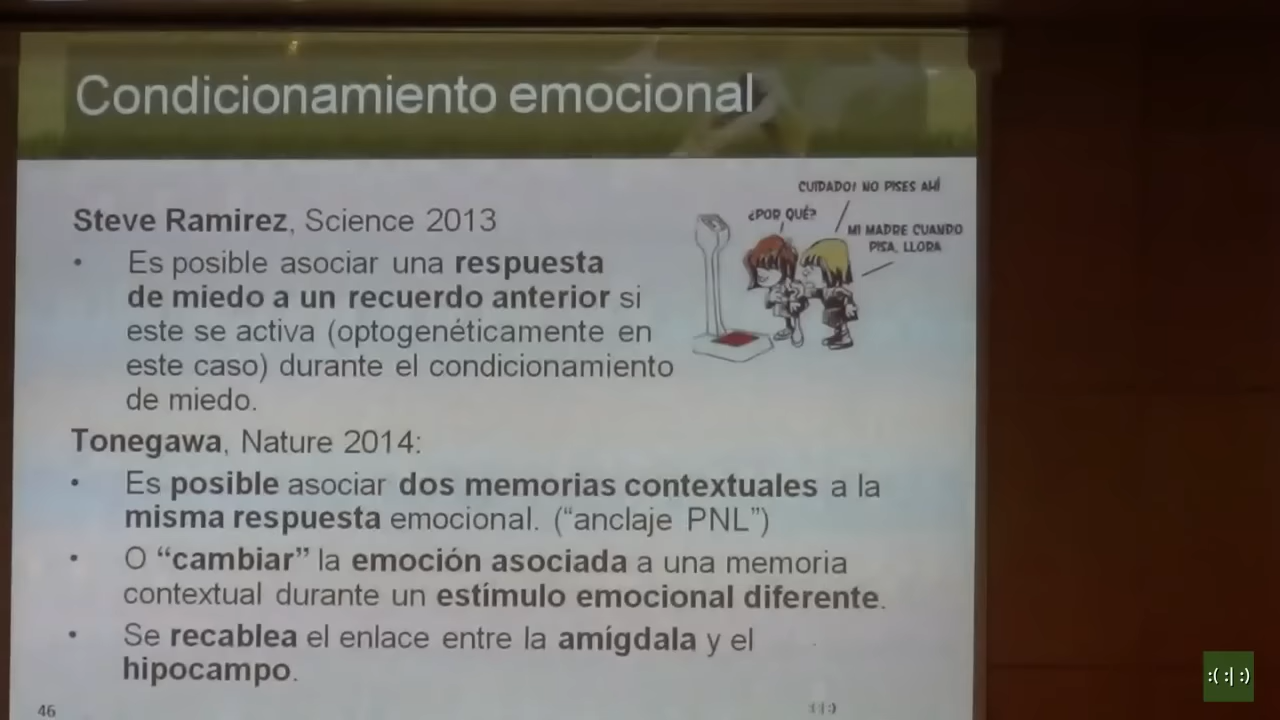 Condicionamiento emocional
CUIDADO! NO PISES AHÍ
¿POR QUÉ?
MI MADRE CUANDO
PISA, LLORA
Steve Ramirez, Science 2013
• Es posible asociar una respuesta
de miedo a un recuerdo anterior si
este se activa (optogenéticamente en
este caso) durante el condicionamiento
de miedo.
Tonegawa, Nature 2014:
• Es posible asociar dos memorias contextuales a la
misma respuesta emocional. (“anclaje PNL”)
• O “cambiar” la emoción asociada a una memoria
contextual durante un estímulo emocional diferente.
• Se recablea el enlace entre la amígdala y el
hipocampo.
46
:( :| :)